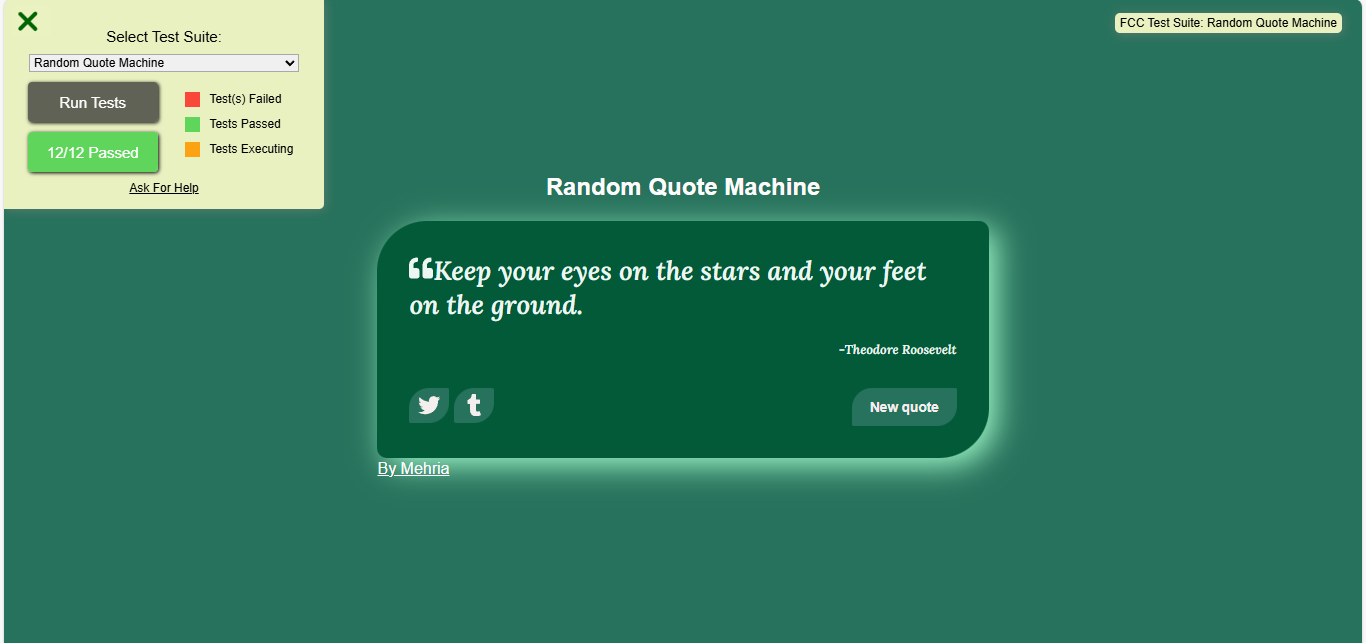 Select Test Suite:
Random Quote Machine
Run Tests
12/12 Passed
Test(s) Failed
Tests Passed
Tests Executing
Ask For Help
FCC Test Suite: Random Quote Machine
Random Quote Machine
❝Keep your eyes on the stars and your feet
on the ground.
-Theodore Roosevelt
New quote
By Mehria